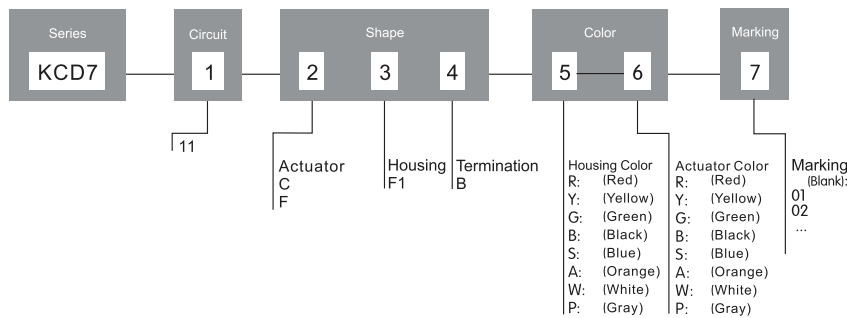 Series
Circuit
Shape
Color
Marking
KCD7
1
2
3
4
5
6
7
11
Actuator
C
F
Housing
F1
Termination
B
Housing Color
R: (Red)
Y: (Yellow)
G: (Green)
B: (Black)
S: (Blue)
A: (Orange)
W: (White)
P: (Gray)
Actuator Color
R: (Red)
Y: (Yellow)
G: (Green)
B: (Black)
S: (Blue)
A: (Orange)
W: (White)
P: (Gray)
Marking
(Blank):
01
02
...